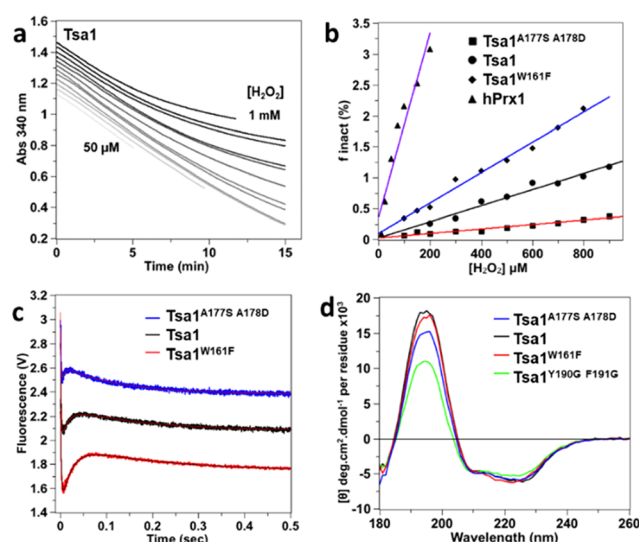 a
Tsa1
[H₂O₂]
1 mM
50 µM
Abs 340 nm
1.6
1.4
1.2
1.0
0.8
0.6
0.4
0.2
0
5
10
15
Time (min)
b
Tsa1A177S A178D
Tsa1
Tsa1W161F
hPrx1
f inact (%)
3.5
3
2.5
2
1.5
1
0.5
0
0
200
400
600
800
[H₂O₂] µM
c
Tsa1A177S A178D
Tsa1
Tsa1W161F
Fluorescence (V)
3.2
3.0
2.8
2.6
2.4
2.2
2.0
1.8
1.6
1.4
0
0.1
0.2
0.3
0.4
0.5
Time (sec)
d
Tsa1A177S A178D
Tsa1
Tsa1W161F
Tsa1Y190G F191G
[θ] deg.cm².dmol⁻¹ per residue x10³
20
15
10
5
0
-5
-10
180
200
220
240
260
Wavelength (nm)